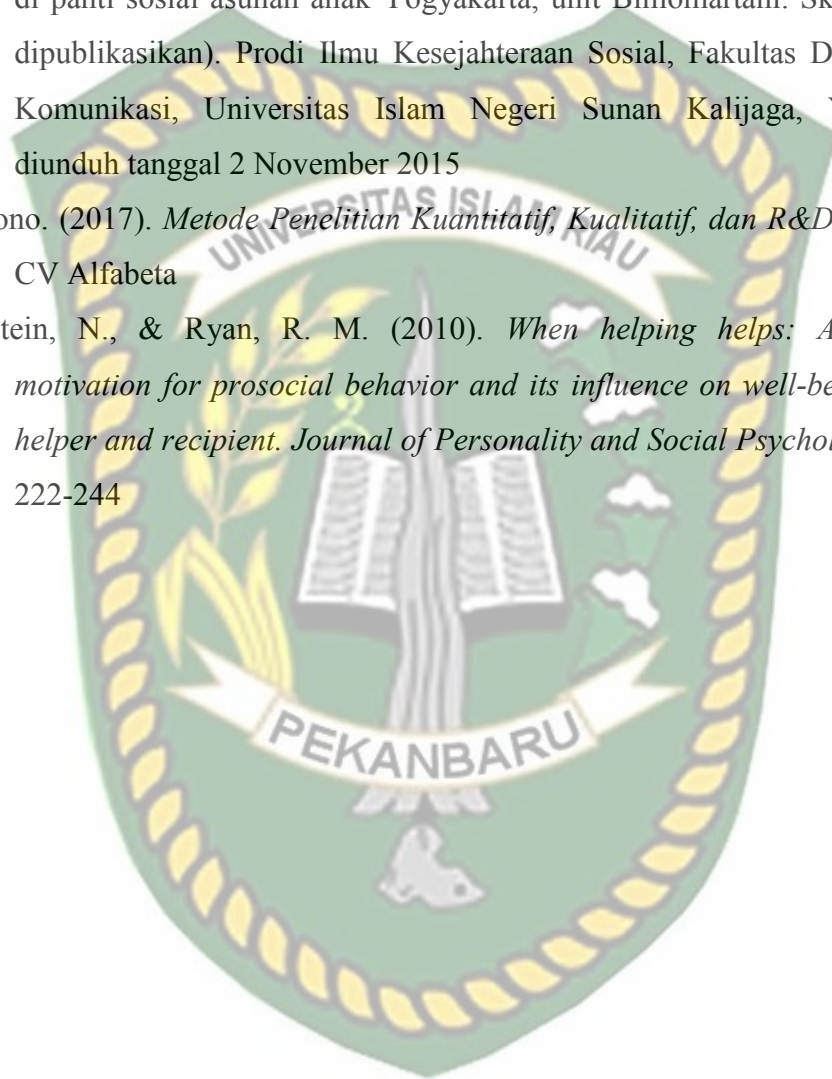 di panti sosial asuhan anak Yogyakarta, unit Bimomartani. Sk
dipublikasikan). Prodi Ilmu Kesejahteraan Sosial, Fakultas D
Komunikasi, Universitas Islam Negeri Sunan Kalijaga, Y
diunduh tanggal 2 November 2015
ono. (2017). Metode Penelitian Kuantitatif, Kualitatif, dan R&D
CV Alfabeta
tein, N., & Ryan, R. M. (2010). When helping helps: A
motivation for prosocial behavior and its influence on well-be
helper and recipient. Journal of Personality and Social Psychol
222-244
UNIVERSITAS ISLAM RIAU
PEKANBARU